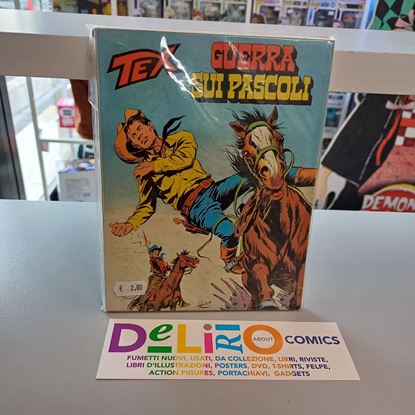 TEX
GUERRA
SUI PASCOLI
€ 2,00
DELIRIO
ABOUT
COMICS
FUMETTI NUOVI, USATI, DA COLLEZIONE, LIBRI, RIVISTE,
LIBRI D'ILLUSTRAZIONI, POSTERS, DVD, T-SHIRTS, FELPE,
ACTION FIGURES, PORTACHIAVI, GADGETS
DEMON